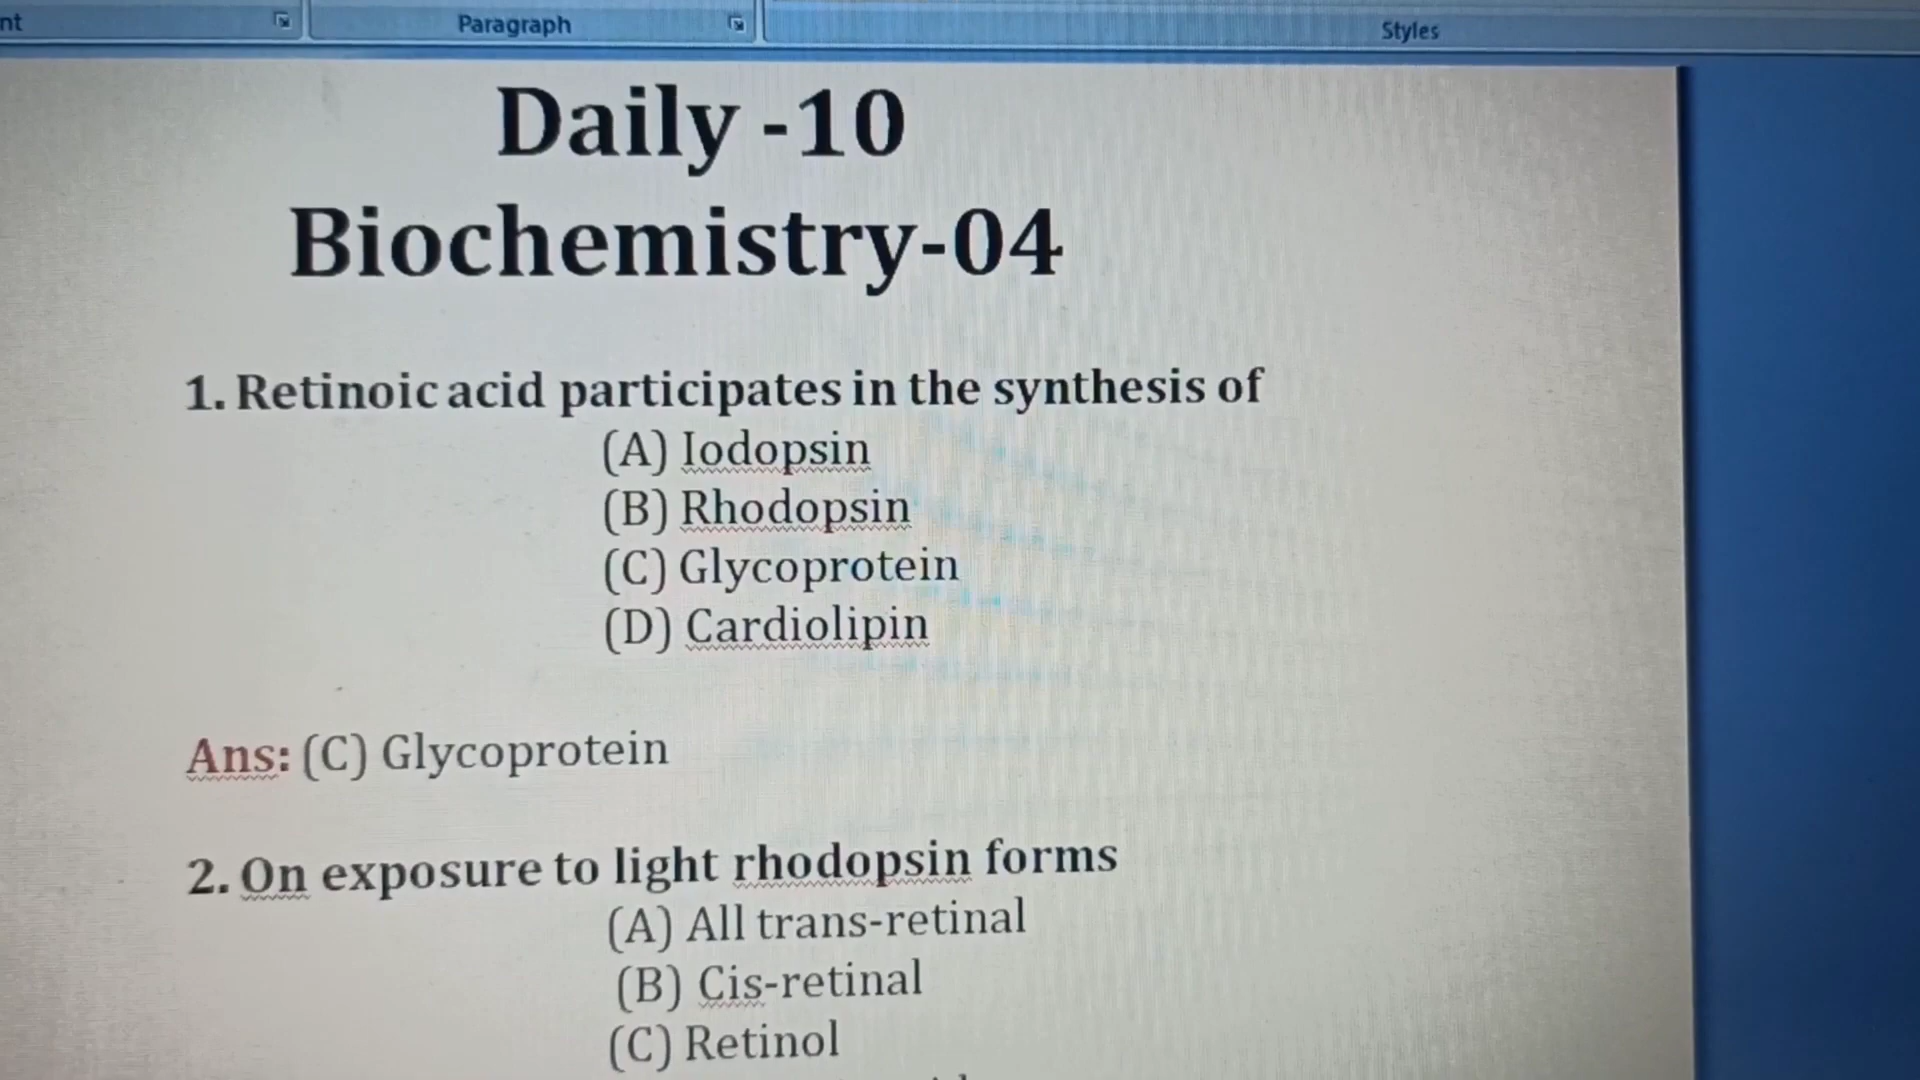 nt
Paragraph
Styles
Daily -10
Biochemistry-04
1. Retinoic acid participates in the synthesis of
(A) Iodopsin
(B) Rhodopsin
(C) Glycoprotein
(D) Cardiolipin
Ans: (C) Glycoprotein
2. On exposure to light rhodopsin forms
(A) All trans-retinal
(B) Cis-retinal
(C) Retinol